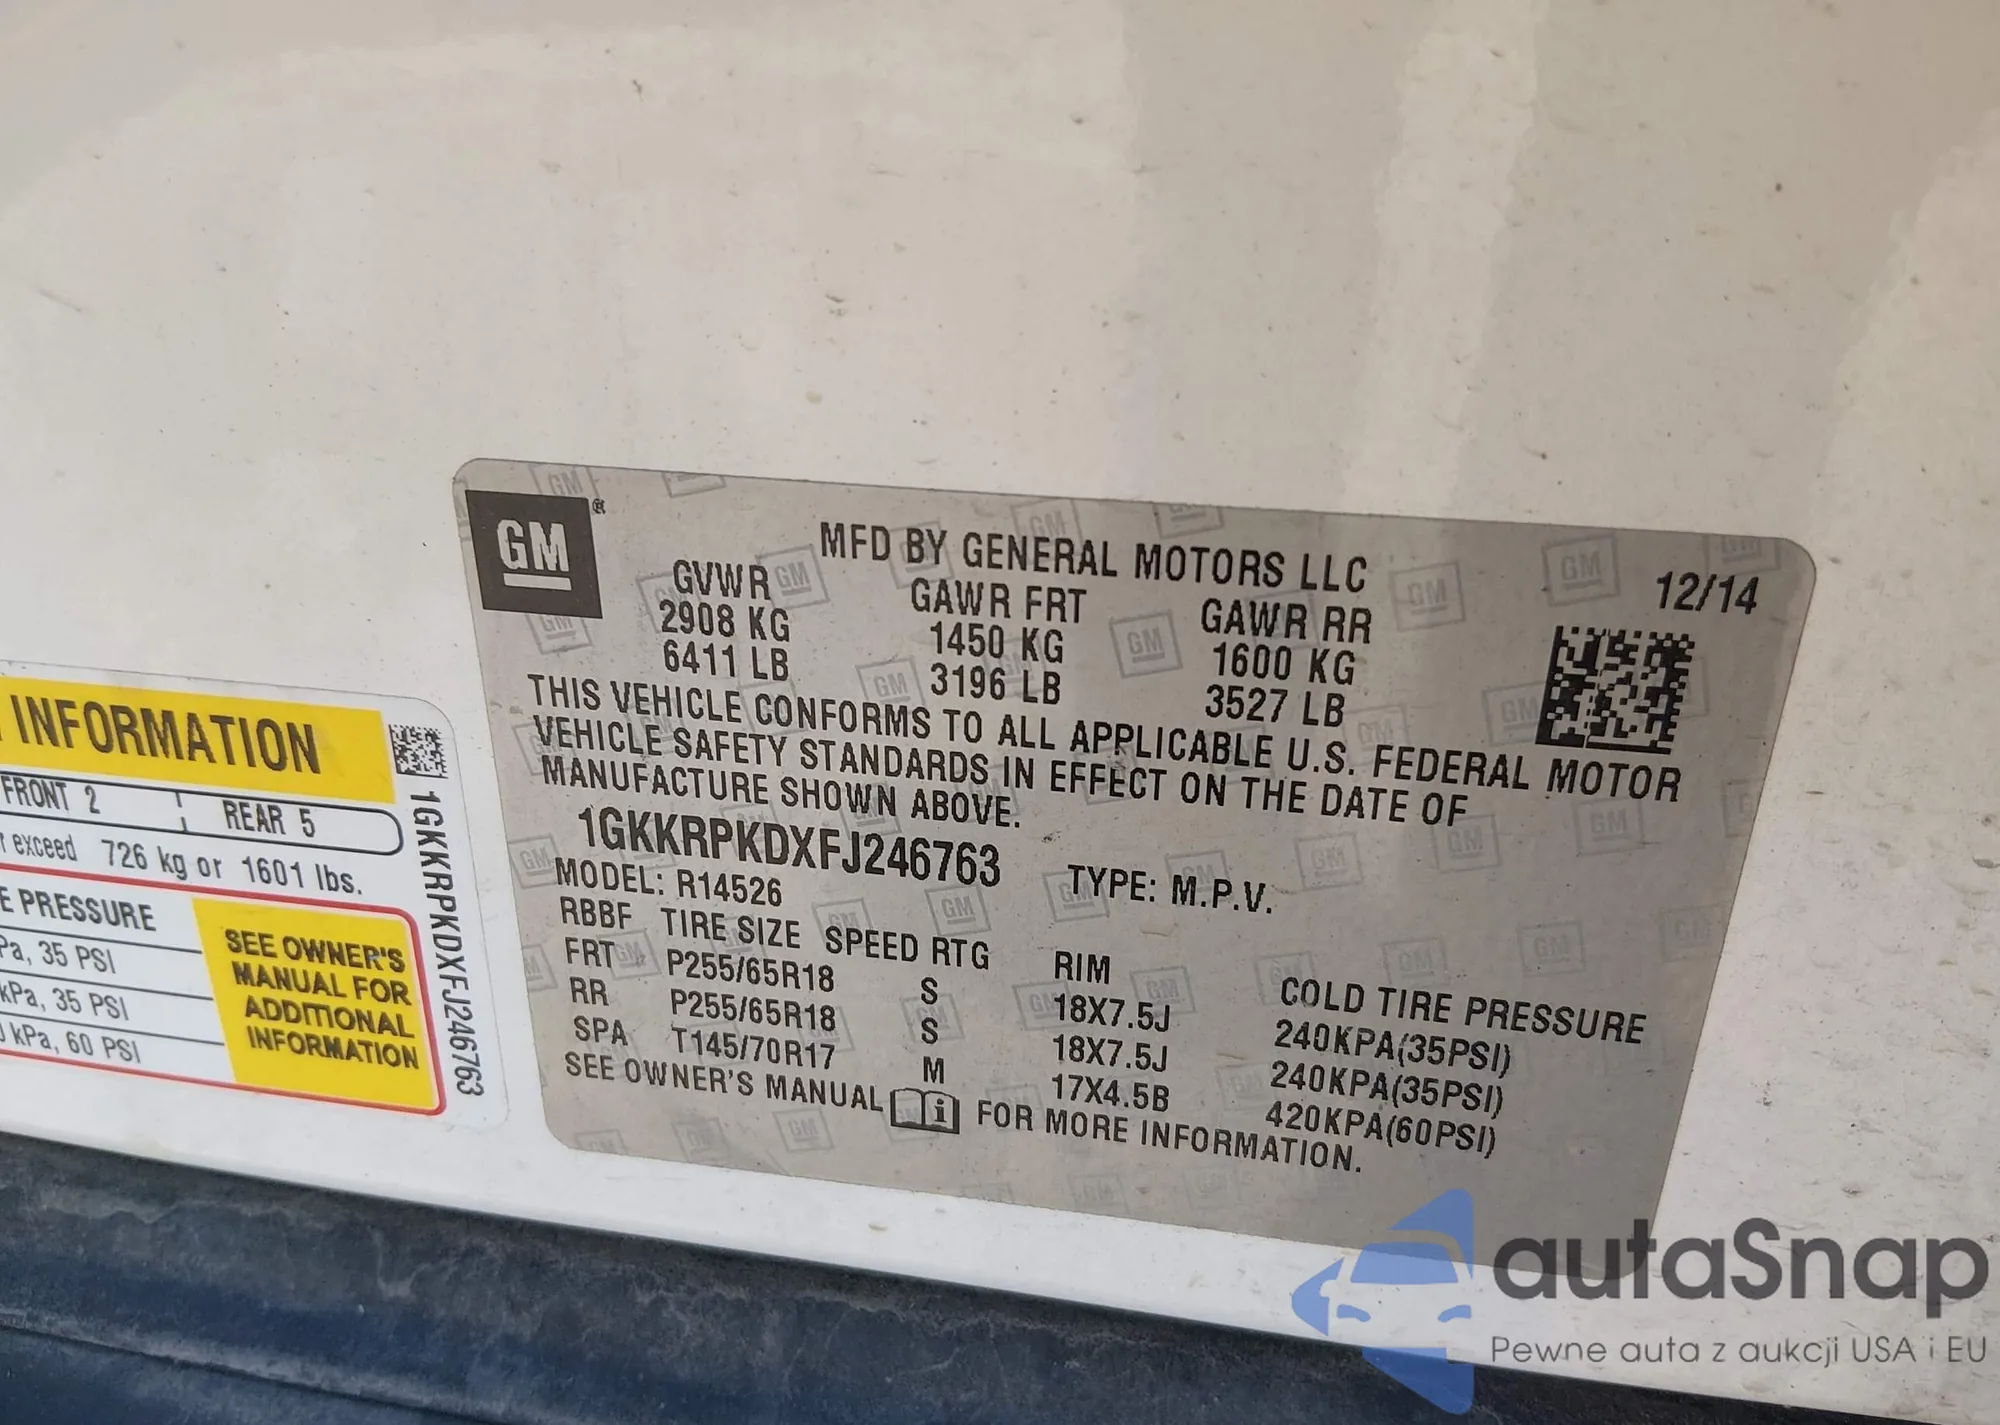 GM ®
MFD BY GENERAL MOTORS LLC
12/14
GVWR GAWR FRT GAWR RR
2908 KG 1450 KG 1600 KG
6411 LB 3196 LB 3527 LB
THIS VEHICLE CONFORMS TO ALL APPLICABLE U.S. FEDERAL MOTOR
VEHICLE SAFETY STANDARDS IN EFFECT ON THE DATE OF
MANUFACTURE SHOWN ABOVE.
1GKKRPKDXFJ246763 TYPE: M.P.V.
MODEL: R14526
RBBF TIRE SIZE SPEED RTG RIM COLD TIRE PRESSURE
FRT P255/65R18 S 18X7.5J 240KPA(35PSI)
RR P255/65R18 S 18X7.5J 240KPA(35PSI)
SPA T145/70R17 M 17X4.5B 420KPA(60PSI)
SEE OWNER'S MANUAL i FOR MORE INFORMATION.
INFORMATION
FRONT 2 REAR 5
exceed 726 kg or 1601 lbs.
PRESSURE
35 PSI
kPa, 35 PSI
kPa, 60 PSI
SEE OWNER'S
MANUAL FOR
ADDITIONAL
INFORMATION
1GKKRPKDXFJ246763
autaSnap
Pewne auta z aukcji USA i EU